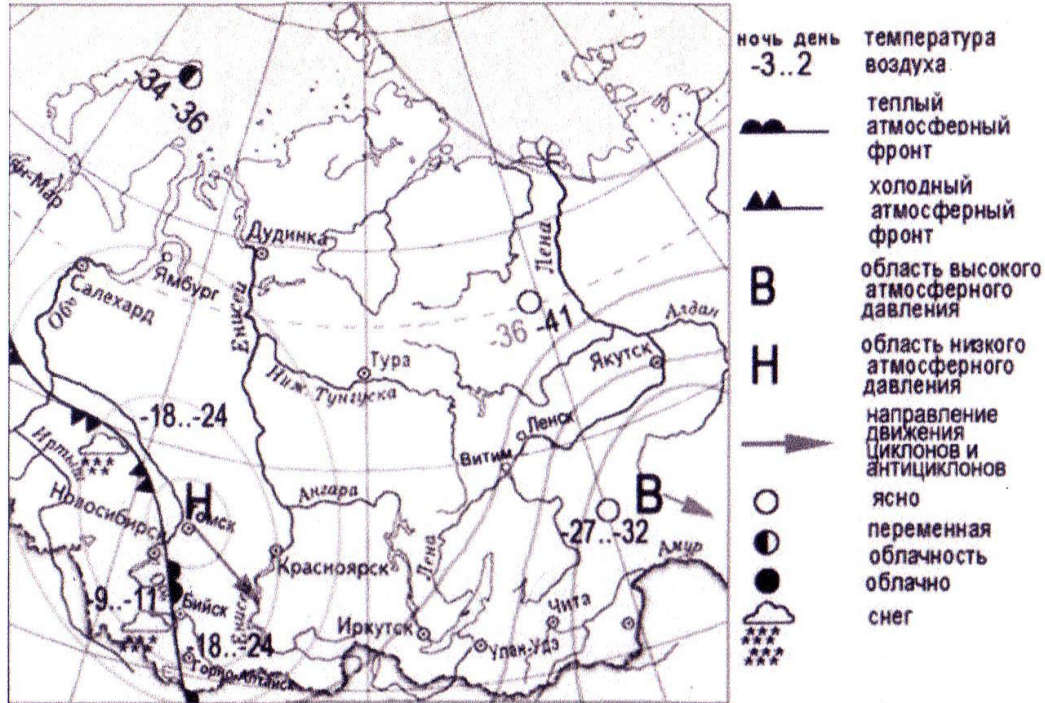 -34 -36
Дудинка
Ямбург
Салехард
Обь
Енисей
Лена
-36 -41
Алдан
Якутск
Тура
Ниж. Тунгуска
-18..-24
Ленск
Витим
Новосибирск
Н
Томск
Ангара
Лена
В
-27..-32
Амур
Красноярск
Обь
-9..-11
Бийск
Иркутск
Чита
Улан-Удэ
18..-24
Горно-Алтайск
ночь день температура
-3..2 воздуха
теплый
атмосферный
фронт
холодный
атмосферный
фронт
В
область высокого
атмосферного
давления
Н
область низкого
атмосферного
давления
направление
движения
циклонов и
антициклонов
ясно
переменная
облачность
облачно
снег